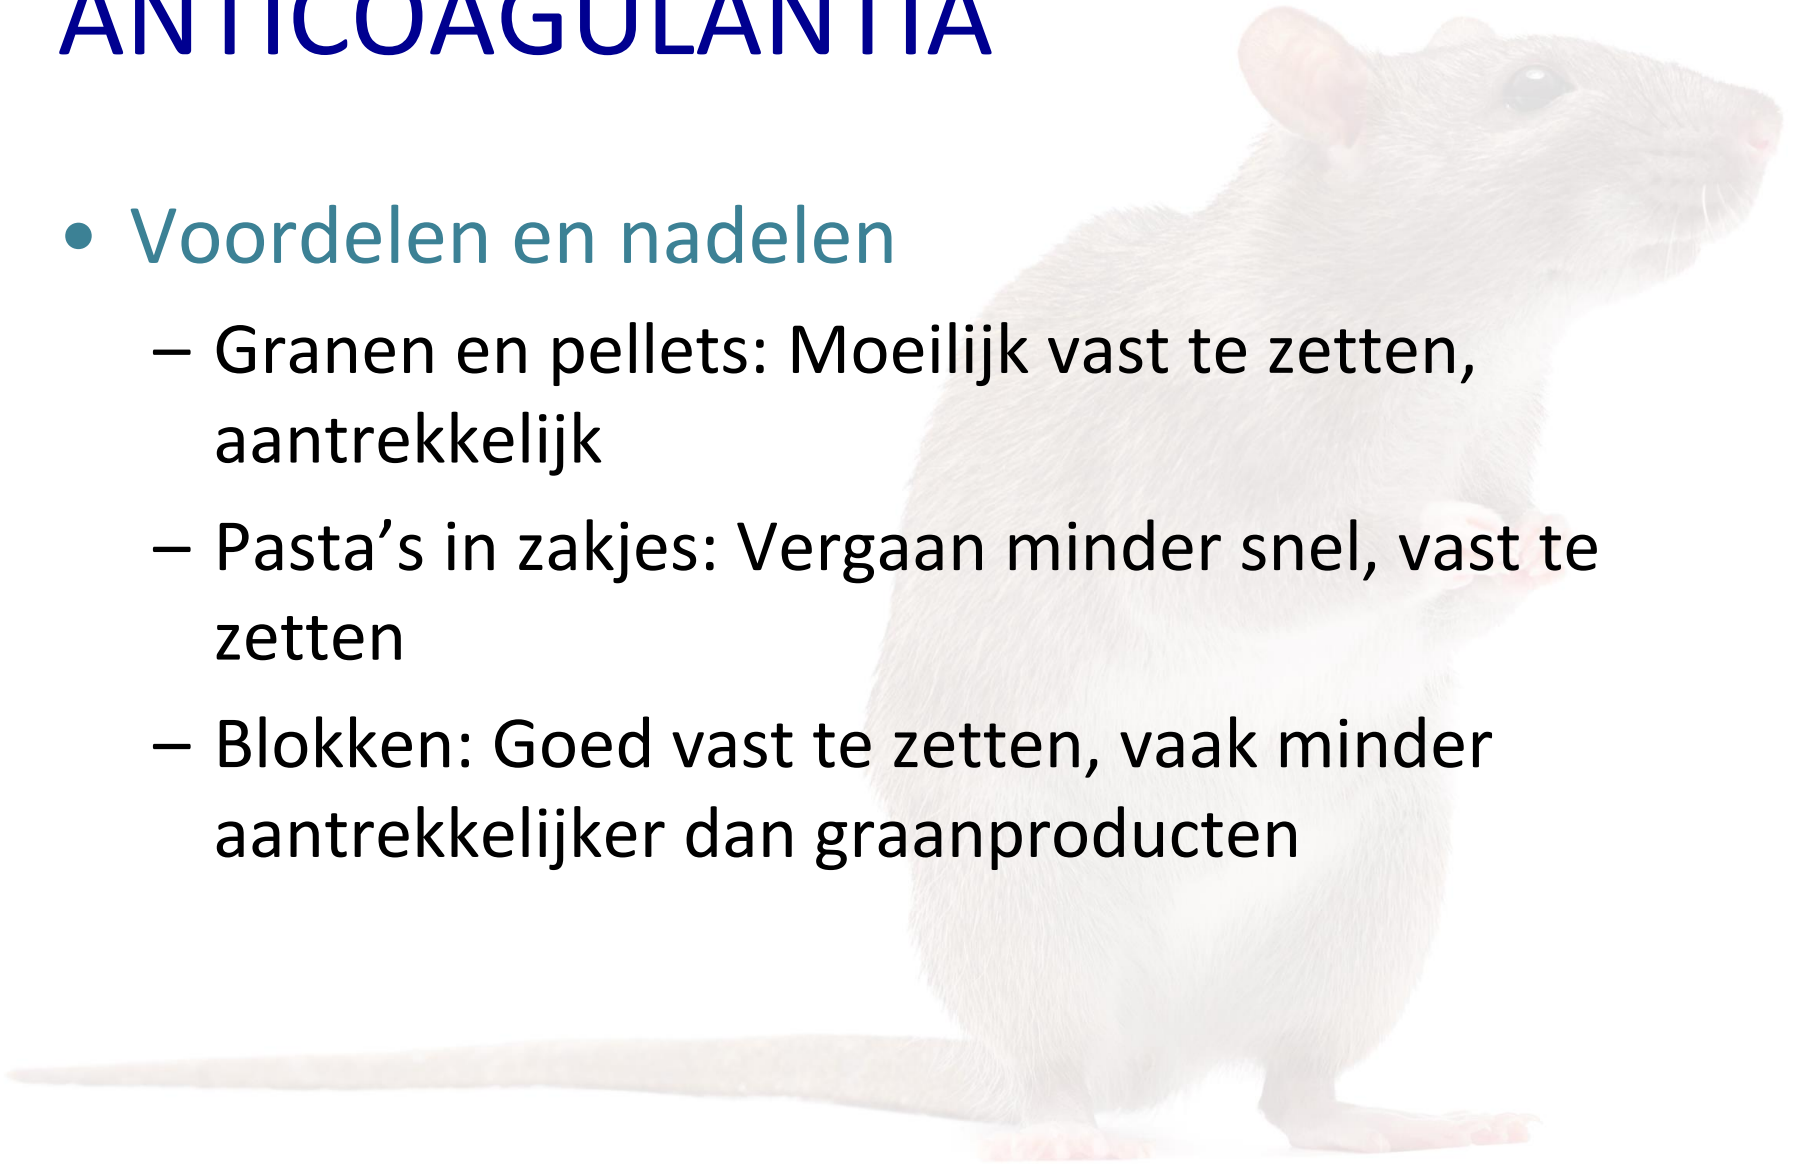 ANTICOAGULANTIA
• Voordelen en nadelen
– Granen en pellets: Moeilijk vast te zetten,
aantrekkelijk
– Pasta’s in zakjes: Vergaan minder snel, vast te
zetten
– Blokken: Goed vast te zetten, vaak minder
aantrekkelijker dan graanproducten